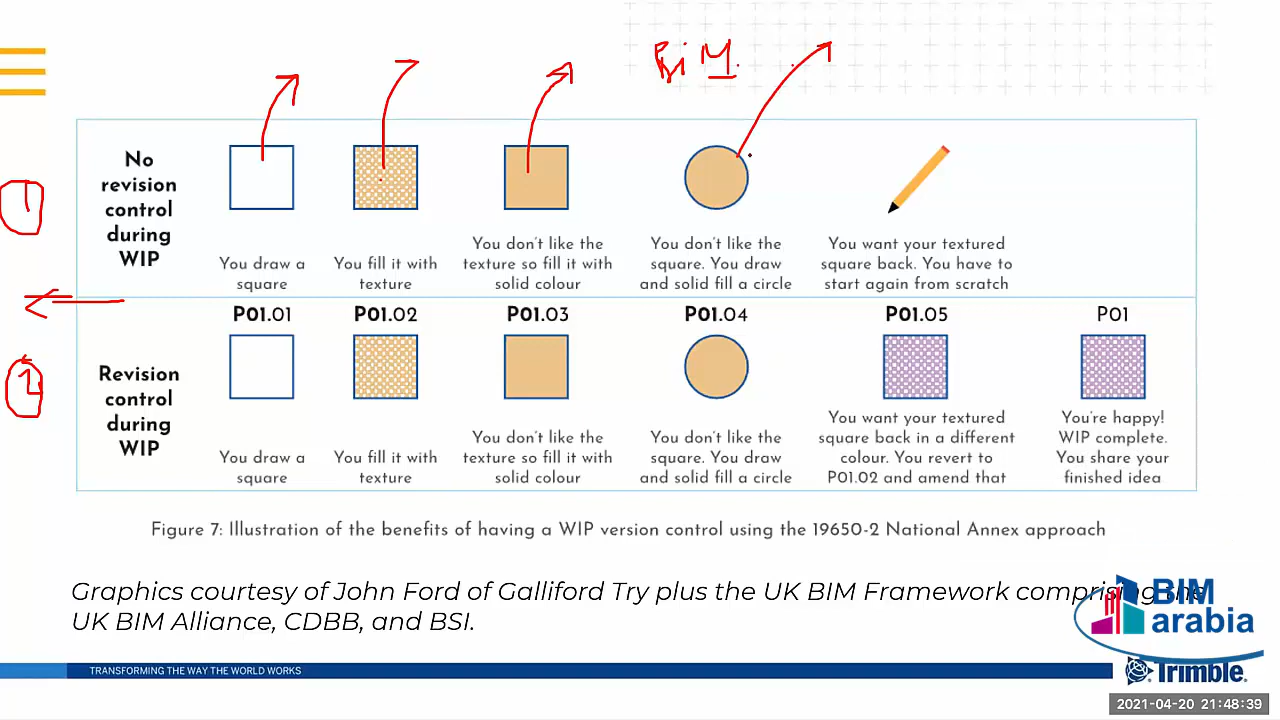 BiM
No
revision
control
during
WIP
1
You draw a
square
You fill it with
texture
You don't like the
texture so fill it with
solid colour
You don't like the
square. You draw
and solid fill a circle
You want your textured
square back. You have to
start again from scratch
P01.01
P01.02
P01.03
P01.04
P01.05
P01
2
Revision
control
during
WIP
You draw a
square
You fill it with
texture
You don't like the
texture so fill it with
solid colour
You don't like the
square. You draw
and solid fill a circle
You want your textured
square back in a different
colour. You revert to
P01.02 and amend that
You're happy!
WIP complete.
You share your
finished idea
Figure 7: Illustration of the benefits of having a WIP version control using the 19650-2 National Annex approach
Graphics courtesy of John Ford of Galliford Try plus the UK BIM Framework comprising the
UK BIM Alliance, CDBB, and BSI.
BIM
arabia
TRANSFORMING THE WAY THE WORLD WORKS
Trimble
2021-04-20 21:48:39